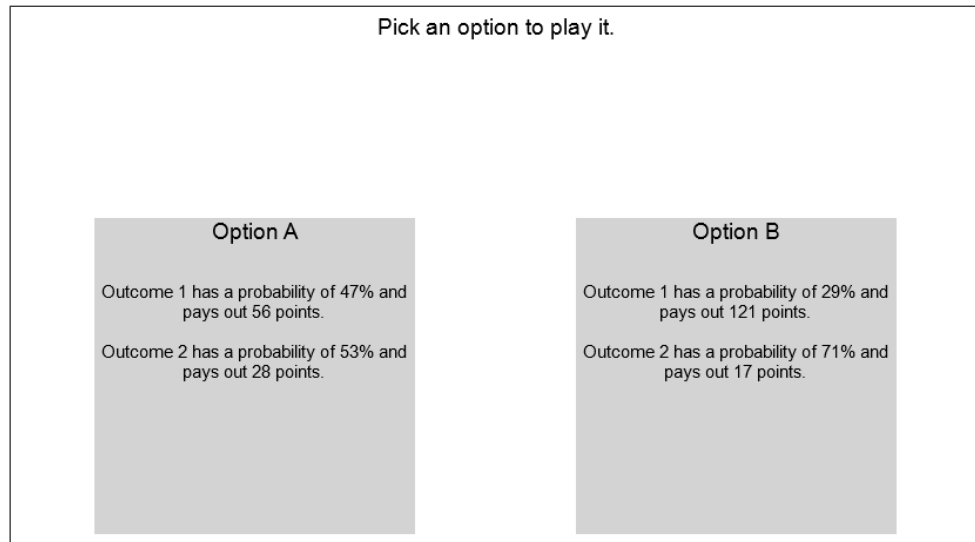 Pick an option to play it.
Option A
Outcome 1 has a probability of 47% and
pays out 56 points.
Outcome 2 has a probability of 53% and
pays out 28 points.
Option B
Outcome 1 has a probability of 29% and
pays out 121 points.
Outcome 2 has a probability of 71% and
pays out 17 points.